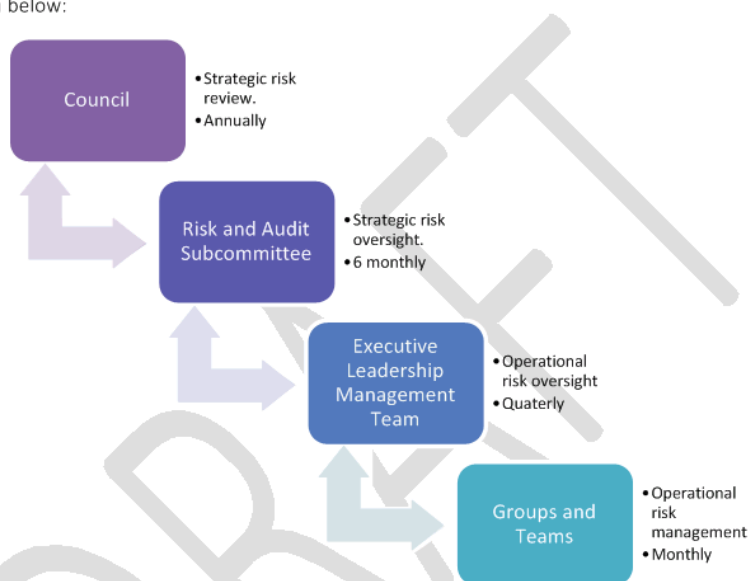 below:
Council
•Strategic risk
review.
•Annually
Risk and Audit
Subcommittee
•Strategic risk
oversight.
•6 monthly
Executive
Leadership
Management
Team
•Operational
risk oversight
•Quaterly
Groups and
Teams
•Operational
risk
management
•Monthly
DRAFT